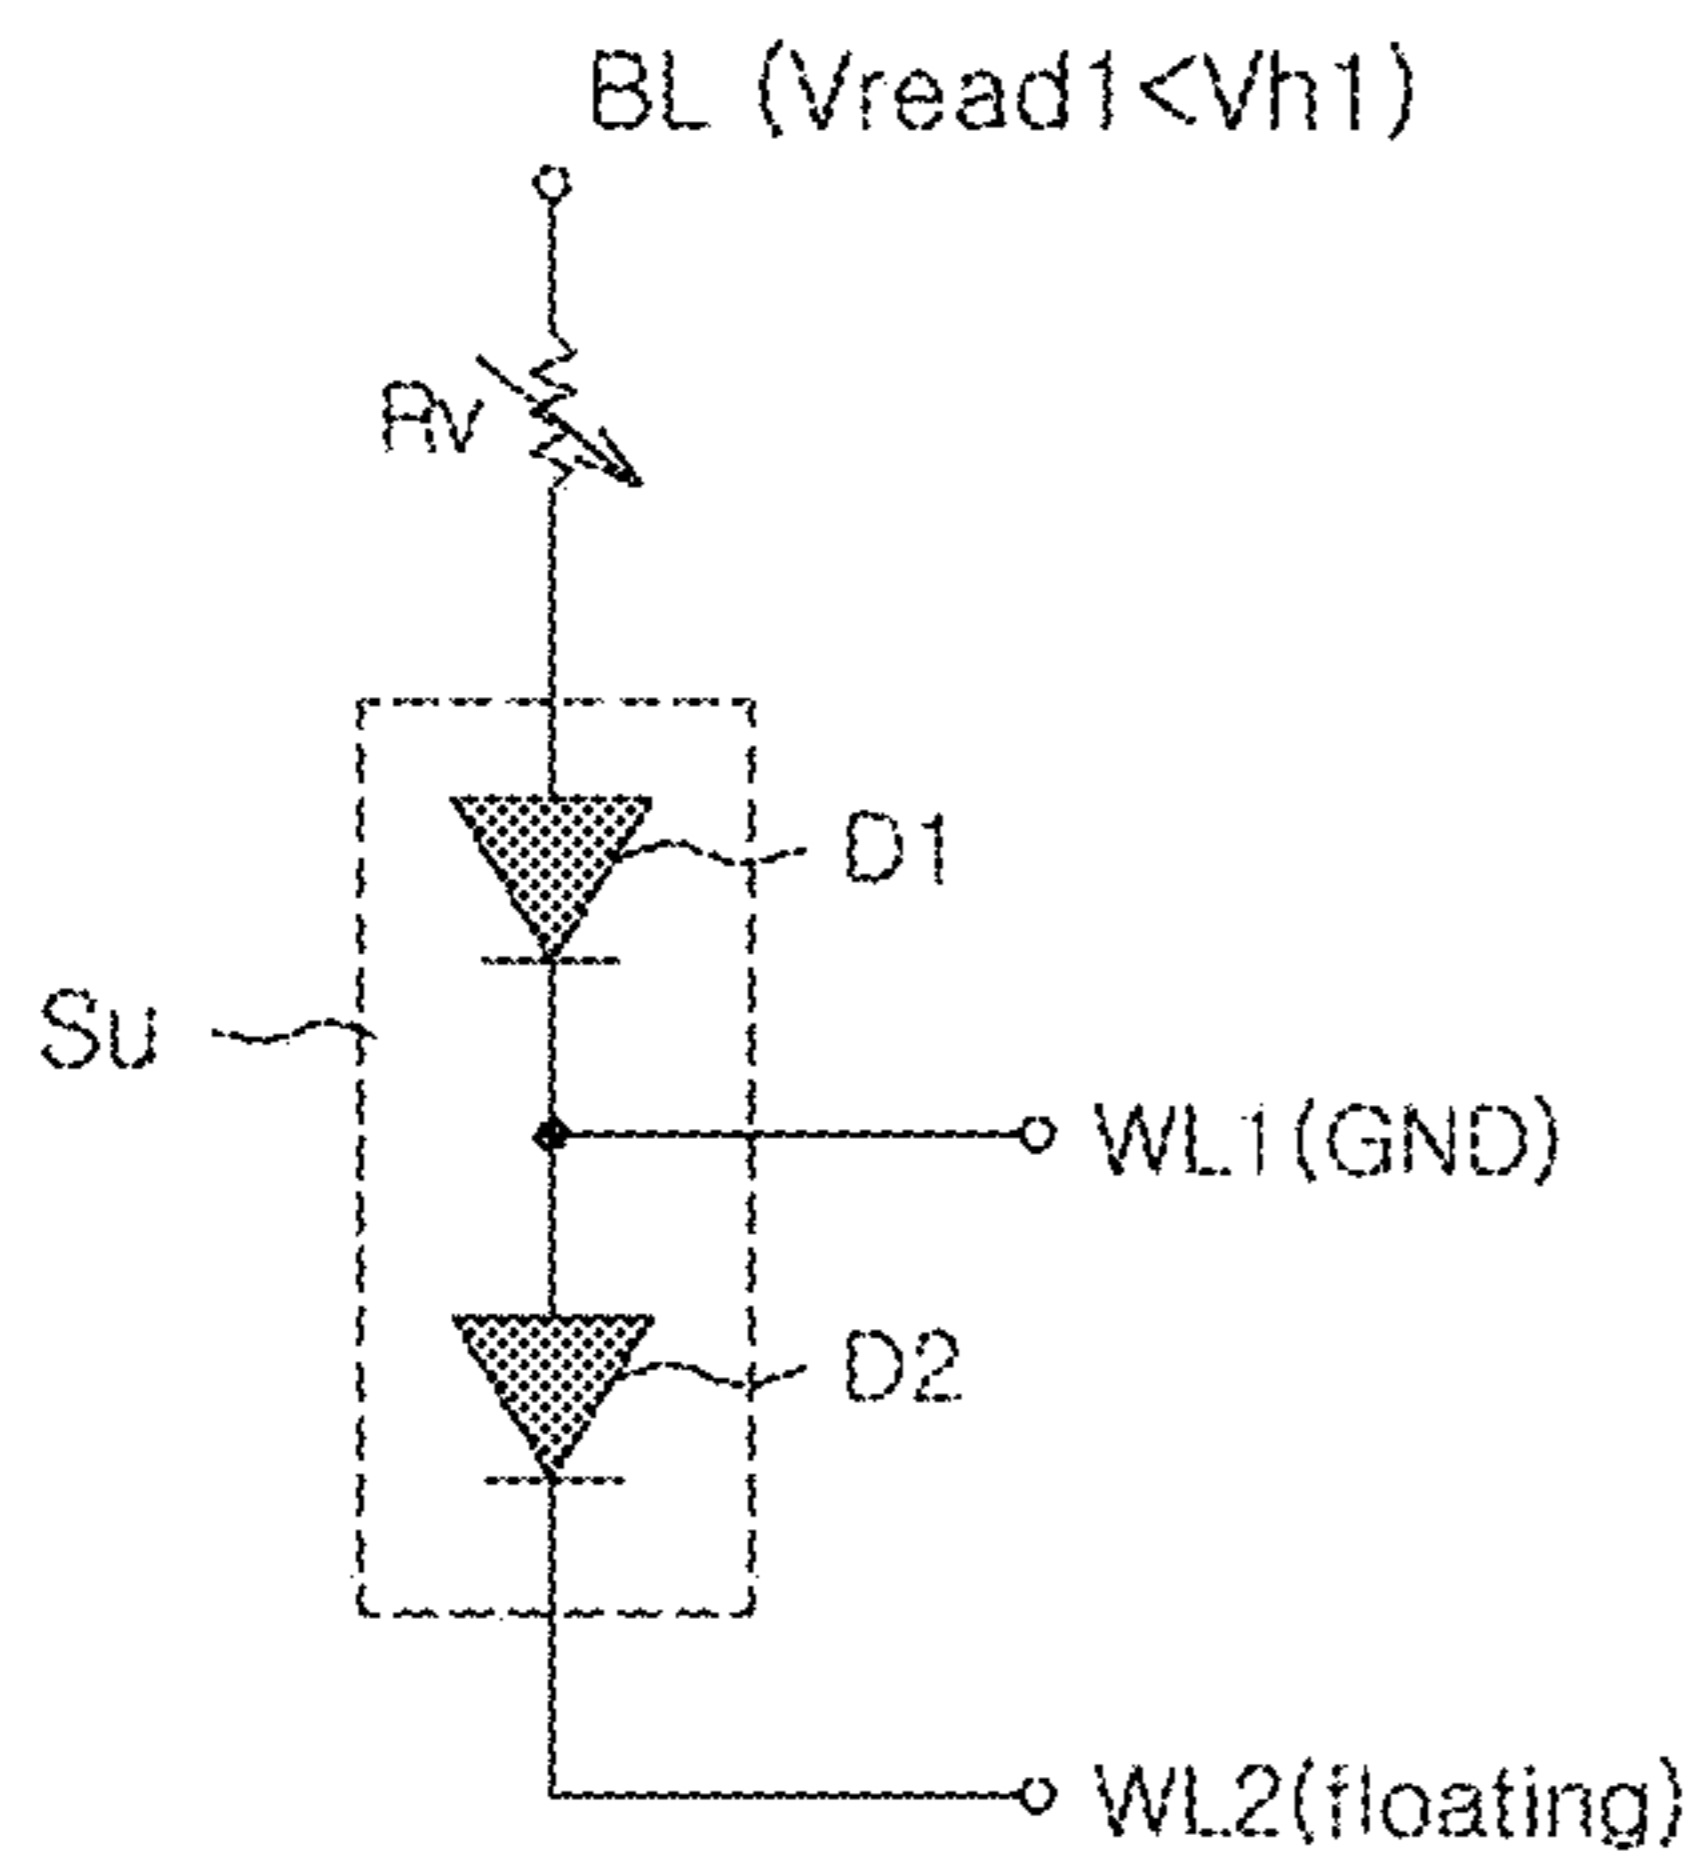 BL (Vread1<Vh1)
Rv
D1
Su
WL1(GND)
D2
WL2(floating)